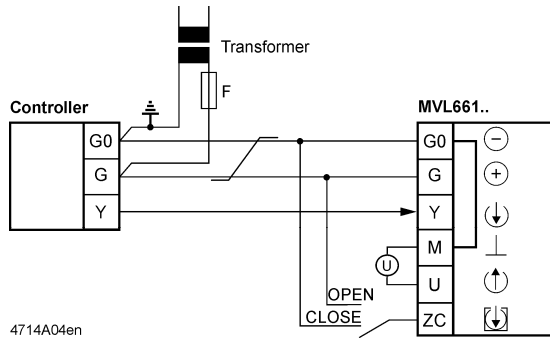 Transformer
F
Controller
MVL661..
G0
G
Y
G0
G
Y
M
U
U
OPEN
CLOSE
ZC
4714A04en